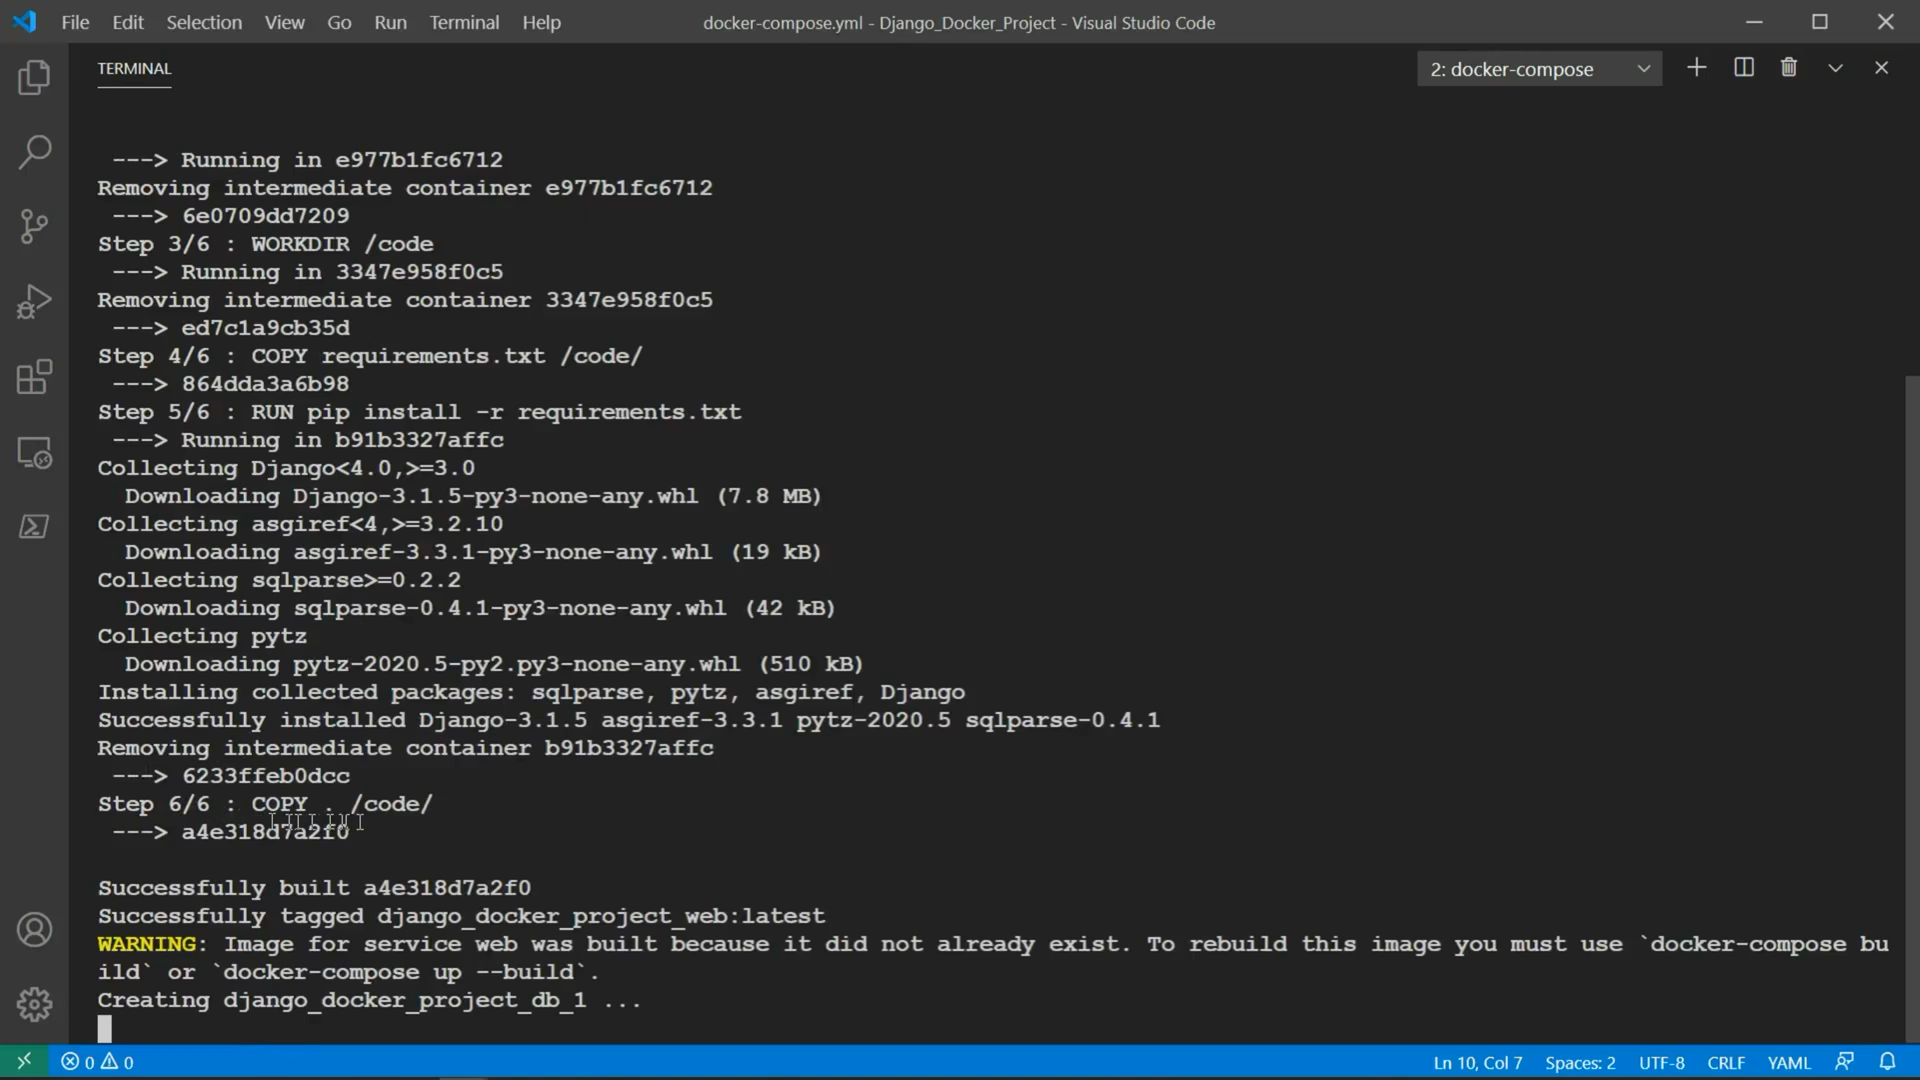 File Edit Selection View Go Run Terminal Help
docker-compose.yml - Django_Docker_Project - Visual Studio Code
TERMINAL
2: docker-compose
---> Running in e977b1fc6712
Removing intermediate container e977b1fc6712
---> 6e0709dd7209
Step 3/6 : WORKDIR /code
---> Running in 3347e958f0c5
Removing intermediate container 3347e958f0c5
---> ed7c1a9cb35d
Step 4/6 : COPY requirements.txt /code/
---> 864dda3a6b98
Step 5/6 : RUN pip install -r requirements.txt
---> Running in b91b3327affc
Collecting Django<4.0,>=3.0
Downloading Django-3.1.5-py3-none-any.whl (7.8 MB)
Collecting asgiref<4,>=3.2.10
Downloading asgiref-3.3.1-py3-none-any.whl (19 kB)
Collecting sqlparse>=0.2.2
Downloading sqlparse-0.4.1-py3-none-any.whl (42 kB)
Collecting pytz
Downloading pytz-2020.5-py2.py3-none-any.whl (510 kB)
Installing collected packages: sqlparse, pytz, asgiref, Django
Successfully installed Django-3.1.5 asgiref-3.3.1 pytz-2020.5 sqlparse-0.4.1
Removing intermediate container b91b3327affc
---> 6233ffeb0dcc
Step 6/6 : COPY . /code/
---> a4e318d7a2f0
Successfully built a4e318d7a2f0
Successfully tagged django_docker_project_web:latest
WARNING: Image for service web was built because it did not already exist. To rebuild this image you must use `docker-compose bu
ild` or `docker-compose up --build`.
Creating django_docker_project_db_1 ...
0 0
Ln 10, Col 7 Spaces: 2 UTF-8 CRLF YAML